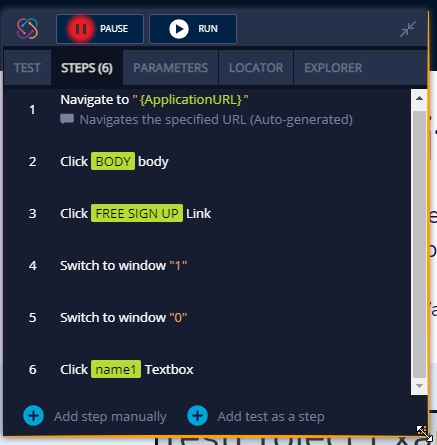 PAUSE
RUN
TEST
STEPS (6)
PARAMETERS
LOCATOR
EXPLORER
1 Navigate to "{ApplicationURL}"
Navigates the specified URL (Auto-generated)
2 Click BODY body
3 Click FREE SIGN UP Link
4 Switch to window "1"
5 Switch to window "0"
6 Click name1 Textbox
Add step manually
Add test as a step